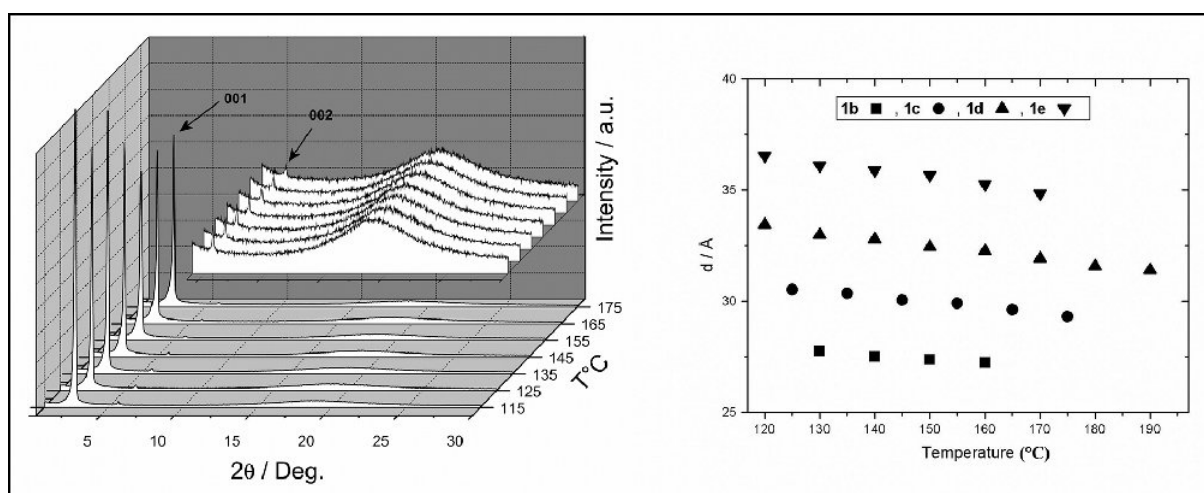 001
002
Intensity / a.u.
175
165
155
145
135
125
115
T°C
5 10 15 20 25 30
2θ / Deg.
40
35
30
25
d / A
1b ■ , 1c ● , 1d ▲ , 1e ▼
120 130 140 150 160 170 180 190
Temperature (°C)